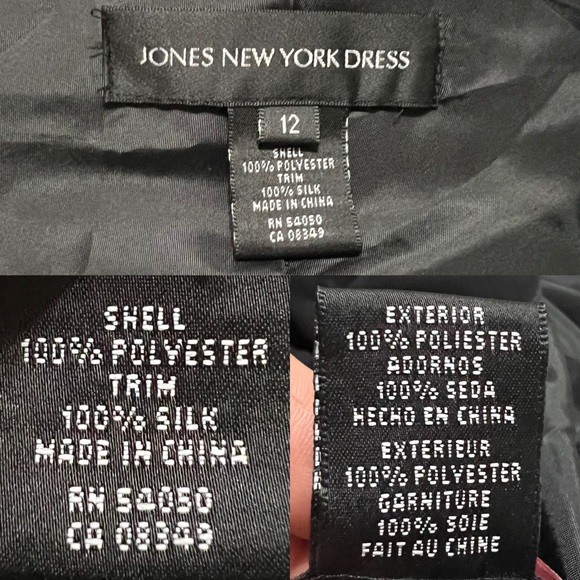 JONES NEW YORK DRESS
12
SHELL
100% POLYESTER
TRIM
100% SILK
MADE IN CHINA
RN 54050
CA 08349
SHELL
100% POLYESTER
TRIM
100% SILK
MADE IN CHINA
RN 54050
CA 08349
EXTERIOR
100% POLIESTER
ADORNOS
100% SEDA
HECHO EN CHINA
EXTERIEUR
100% POLYESTER
GARNITURE
100% SOIE
FAIT AU CHINE